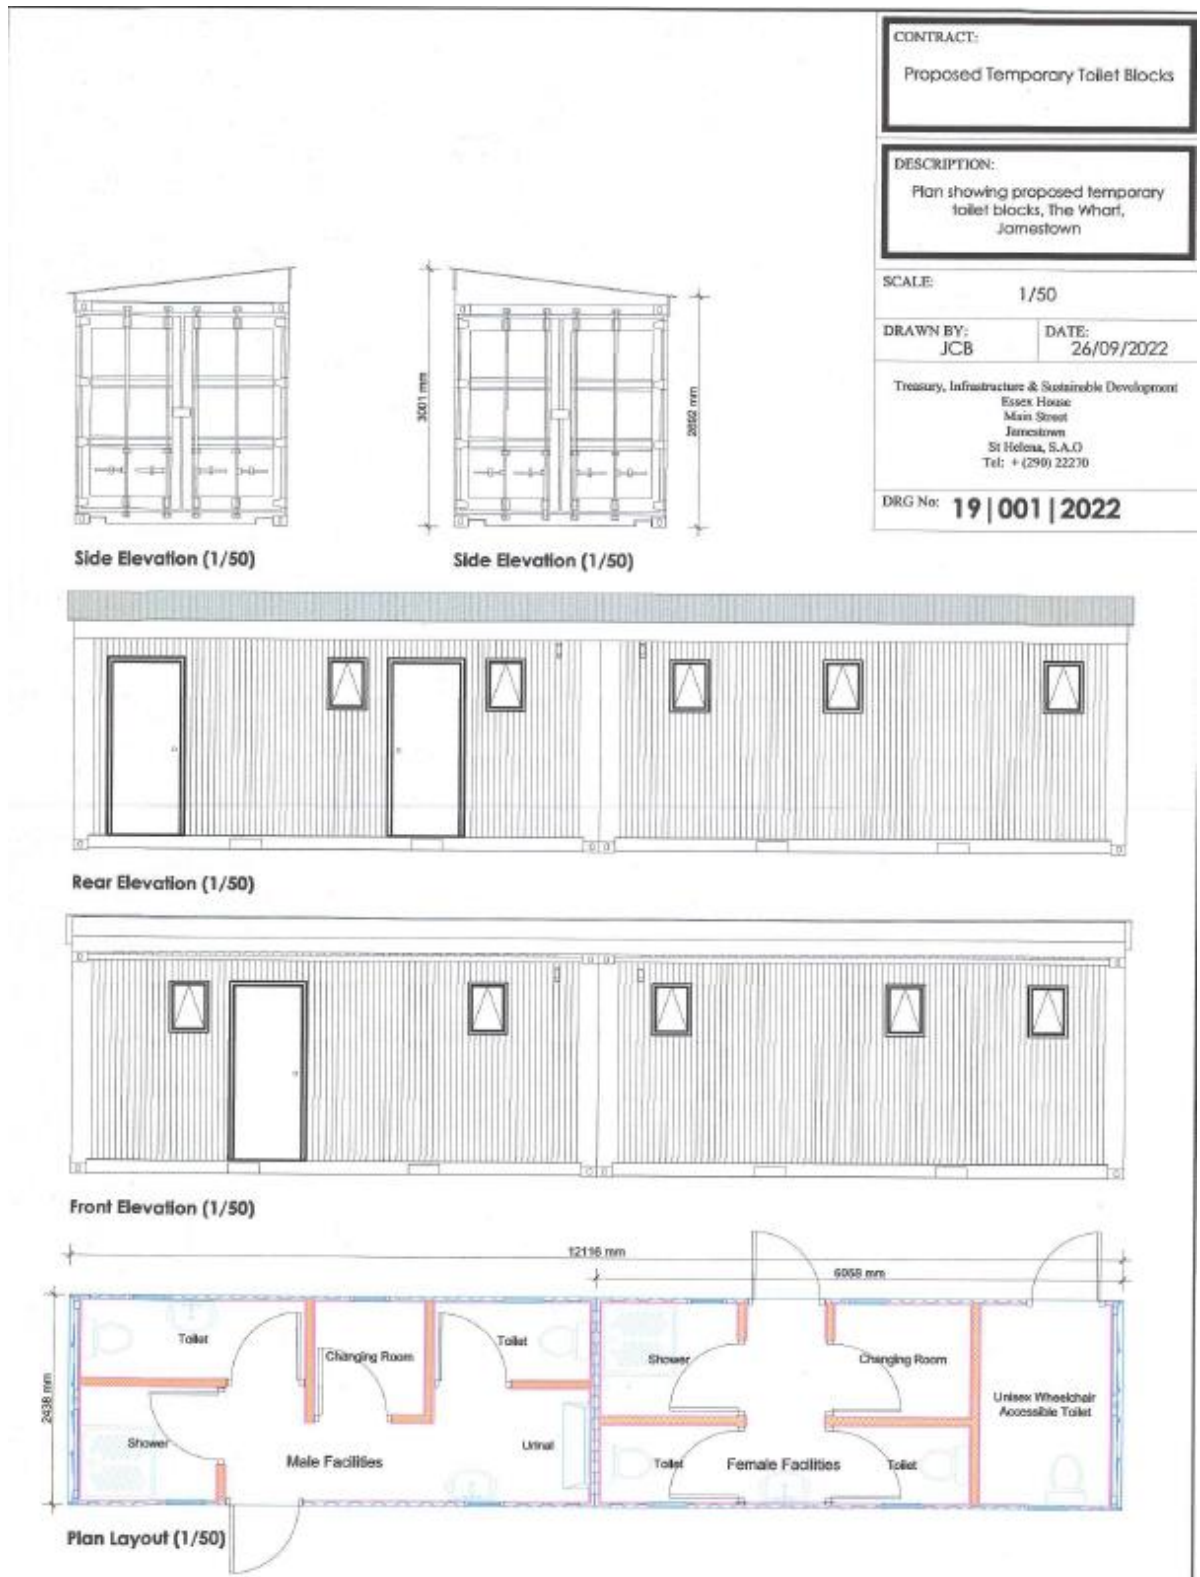 CONTRACT:
Proposed Temporary Toilet Blocks
DESCRIPTION:
Plan showing proposed temporary
toilet blocks, The Wharf,
Jamestown
SCALE:
1/50
DRAWN BY:
JCB
DATE:
26/09/2022
Treasury, Infrastructure & Sustainable Development
Essex House
Main Street
Jamestown
St Helena, S.A.O
Tel: + (290) 22270
DRG No: 19|001|2022
3001 mm
2692 mm
Side Elevation (1/50)
Side Elevation (1/50)
Rear Elevation (1/50)
Front Elevation (1/50)
12116 mm
6058 mm
2438 mm
Toilet
Changing Room
Toilet
Shower
Changing Room
Unisex Wheelchair
Accessible Toilet
Shower
Male Facilities
Urinal
Toilet
Female Facilities
Toilet
Plan Layout (1/50)